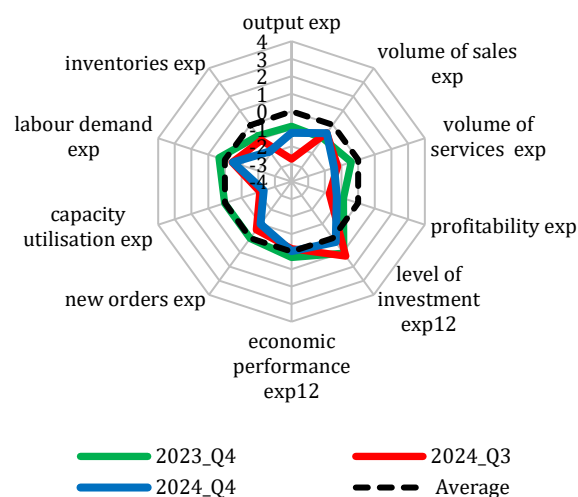 output exp
4
3
2
1
0
-1
-2
-3
-4
inventories exp
volume of sales
exp
labour demand
exp
volume of
services exp
capacity
utilisation exp
profitability exp
new orders exp
level of
investment
exp12
economic
performance
exp12
2023_Q4
2024_Q3
2024_Q4
Average